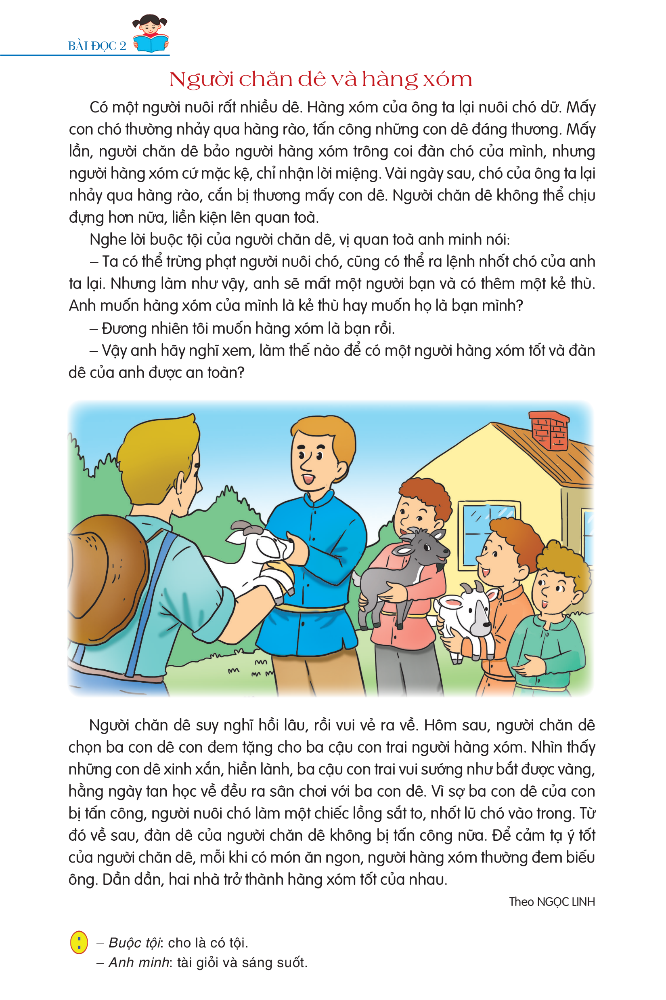 BÀI ĐỌC 2
Người chăn dê và hàng xóm
Có một người nuôi rất nhiều dê. Hàng xóm của ông ta lại nuôi chó dữ. Mấy
con chó thường nhảy qua hàng rào, tấn công những con dê đáng thương. Mấy
lần, người chăn dê bảo người hàng xóm trông coi đàn chó của mình, nhưng
người hàng xóm cứ mặc kệ, chỉ nhận lời miệng. Vài ngày sau, chó của ông ta lại
nhảy qua hàng rào, cắn bị thương mấy con dê. Người chăn dê không thể chịu
đựng hơn nữa, liền kiện lên quan toà.
Nghe lời buộc tội của người chăn dê, vị quan toà anh minh nói:
– Ta có thể trừng phạt người nuôi chó, cũng có thể ra lệnh nhốt chó của anh
ta lại. Nhưng làm như vậy, anh sẽ mất một người bạn và có thêm một kẻ thù.
Anh muốn hàng xóm của mình là kẻ thù hay muốn họ là bạn mình?
– Đương nhiên tôi muốn hàng xóm là bạn rồi.
– Vậy anh hãy nghĩ xem, làm thế nào để có một người hàng xóm tốt và đàn
dê của anh được an toàn?
Người chăn dê suy nghĩ hồi lâu, rồi vui vẻ ra về. Hôm sau, người chăn dê
chọn ba con dê con đem tặng cho ba cậu con trai người hàng xóm. Nhìn thấy
những con dê xinh xắn, hiền lành, ba cậu con trai vui sướng như bắt được vàng,
hằng ngày tan học về đều ra sân chơi với ba con dê. Vì sợ ba con dê của con
bị tấn công, người nuôi chó làm một chiếc lồng sắt to, nhốt lũ chó vào trong. Từ
đó về sau, đàn dê của người chăn dê không bị tấn công nữa. Để cảm tạ ý tốt
của người chăn dê, mỗi khi có món ăn ngon, người hàng xóm thường đem biếu
ông. Dần dần, hai nhà trở thành hàng xóm tốt của nhau.
Theo NGỌC LINH
– Buộc tội: cho là có tội.
– Anh minh: tài giỏi và sáng suốt.